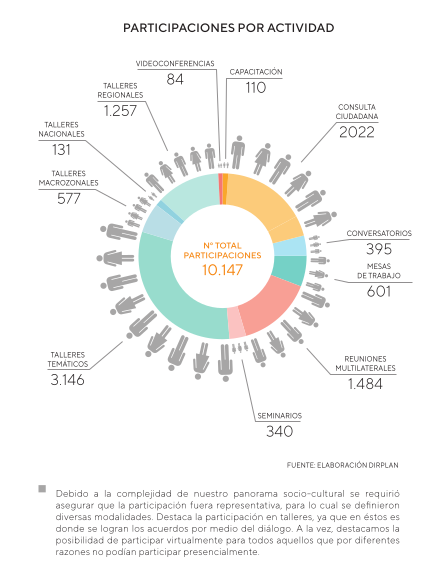 PARTICIPACIONES POR ACTIVIDAD
VIDEOCONFERENCIAS
84
CAPACITACIÓN
110
TALLERES
REGIONALES
1.257
CONSULTA
CIUDADANA
2022
TALLERES
NACIONALES
131
TALLERES
MACROZONALES
577
CONVERSATORIOS
395
Nº TOTAL
PARTICIPACIONES
10.147
MESAS
DE TRABAJO
601
TALLERES
TEMÁTICOS
3.146
REUNIONES
MULTILATERALES
1.484
SEMINARIOS
340
FUENTE: ELABORACIÓN DIRPLAN
Debido a la complejidad de nuestro panorama socio-cultural se requirió
asegurar que la participación fuera representativa, para lo cual se definieron
diversas modalidades. Destaca la participación en talleres, ya que en éstos es
donde se logran los acuerdos por medio del diálogo. A la vez, destacamos la
posibilidad de participar virtualmente para todos aquellos que por diferentes
razones no podían participar presencialmente.